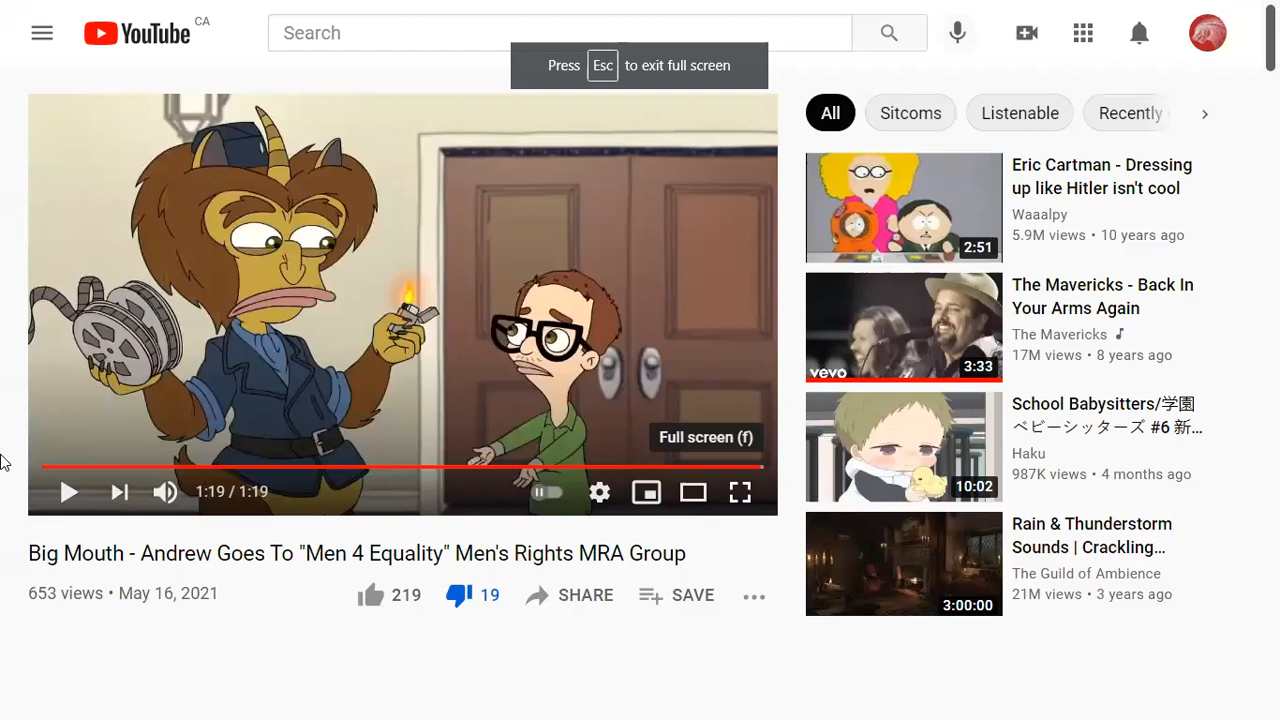 YouTube CA
Search
Press Esc to exit full screen
Full screen (f)
1:19 / 1:19
Big Mouth - Andrew Goes To "Men 4 Equality" Men's Rights MRA Group
653 views • May 16, 2021
219
19
SHARE
SAVE
All
Sitcoms
Listenable
Recently
2:51
Eric Cartman - Dressing
up like Hitler isn't cool
Waaalpy
5.9M views • 10 years ago
vevo
3:33
The Mavericks - Back In
Your Arms Again
The Mavericks
17M views • 8 years ago
10:02
School Babysitters/学園
ベビーシッターズ #6 新...
Haku
987K views • 4 months ago
3:00:00
Rain & Thunderstorm
Sounds | Crackling...
The Guild of Ambience
21M views • 3 years ago